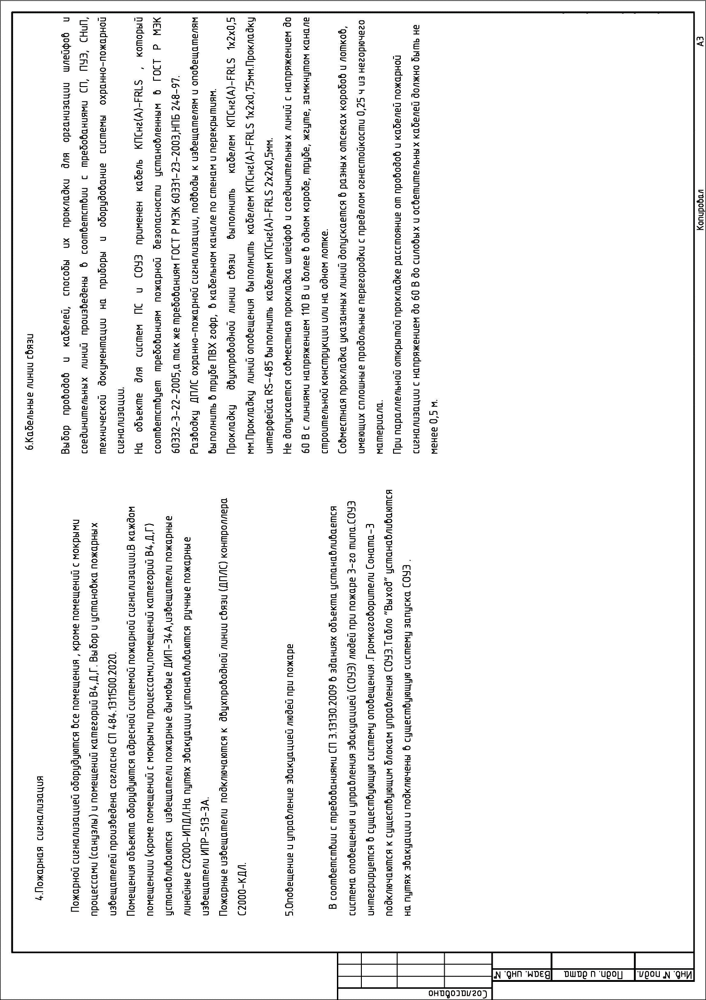 4.Пожарная сигнализация
Пожарной сигнализацией оборудуются все помещения , кроме помещений с мокрыми
процессами (санузлы) и помещений категорий В4,Д,Г. Выбор и установка пожарных
извещателей произведена согласно СП 484.1311500.2020.
Помещения объекта оборудуются адресной системой пожарной сигнализации.В каждом
помещении (кроме помещений с мокрыми процессами,помещений категорий В4,Д,Г)
устанавливаются извещатели пожарные дымовые ДИП-34А,извещатели пожарные
линейные С2000-ИПДЛ.На путях эвакуации устанавливаются ручные пожарные
извещатели ИПР-513-3А.
Пожарные извещатели подключаются к двухпроводной линии связи (ДПЛС) контроллера
С2000-КДЛ.
5.Оповещение и управление эвакуацией людей при пожаре
В соответствии с требованиями СП 3.13130.2009 в зданиях объекта устанавливается
система оповещения и управления эвакуацией (СОУЭ) людей при пожаре 3-го типа.СОУЭ
интегрируется в существующую систему оповещения .Громкоговорители Соната-3
подключаются к существующим блокам управления СОУЭ.Табло "Выход" устанавливаются
на путях эвакуации и подключены в существующую систему запуска СОУЭ .
6.Кабельные линии связи
Выбор проводов и кабелей, способы их прокладки для организации шлейфов и
соединительных линий произведены в соответствии с требованиями СП, ПУЭ, СНиП,
технической документации на приборы и оборудование системы охранно-пожарной
сигнализации.
На объекте для систем ПС и СОУЭ применен кабель КПСнг(А)-FRLS , который
соответствует требованиям пожарной безопасности установленным в ГОСТ Р МЭК
60332-3-22-2005,а так же требованиям ГОСТ Р МЭК 60331-23-2003,НПБ 248-97.
Разводку ДПЛС охранно-пожарной сигнализации, подводы к извещателям и оповещателям
выполнить в трубе ПВХ гофр, в кабельном канале по стенам и перекрытиям.
Прокладку двухпроводной линии связи выполнить кабелем КПСнг(А)-FRLS 1х2х0,5
мм.Прокладку линий оповещения выполнить кабелем КПСнг(А)-FRLS 1х2х0,75мм.Прокладку
интерфейса RS-485 выполнить кабелем КПСнг(А)-FRLS 2х2х0,5мм.
Не допускается совместная прокладка шлейфов и соединительных линий с напряжением до
60 В с линиями напряжением 110 В и более в одном коробе, трубе, жгуте, замкнутом канале
строительной конструкции или на одном лотке.
Совместная прокладка указанных линий допускается в разных отсеках коробов и лотков,
имеющих сплошные продольные перегородки с пределом огнестойкости 0,25 ч из негорючего
материала.
При параллельной открытой прокладке расстояние от проводов и кабелей пожарной
сигнализации с напряжением до 60 В до силовых и осветительных кабелей должно быть не
менее 0,5 м.
Согласовано
Взам. инв. №
Подп. и дата
Инв. № подл.
Копировал
А3